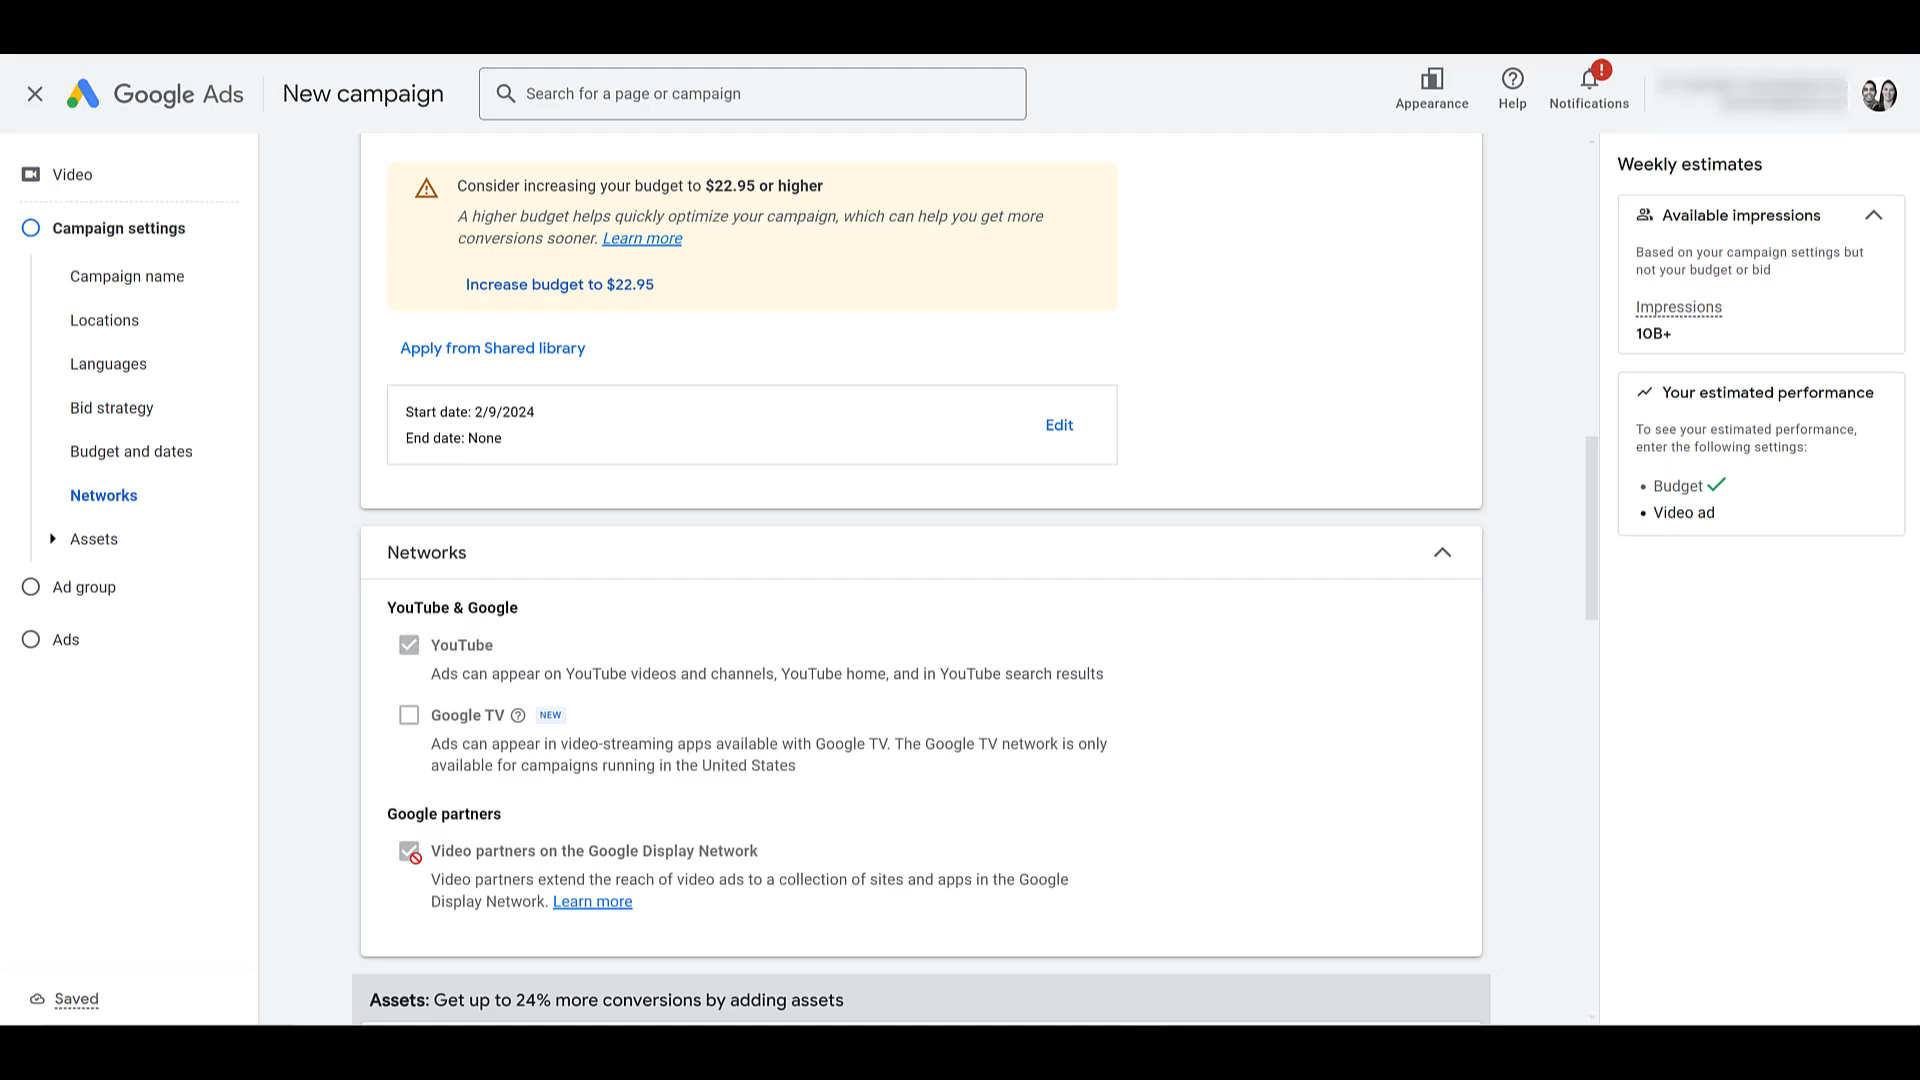 Google Ads
New campaign
Search for a page or campaign
Appearance
Help
!
Notifications
Video
Campaign settings
Campaign name
Locations
Languages
Bid strategy
Budget and dates
Networks
Assets
Ad group
Ads
Saved
Consider increasing your budget to $22.95 or higher
A higher budget helps quickly optimize your campaign, which can help you get more
conversions sooner. Learn more
Increase budget to $22.95
Apply from Shared library
Start date: 2/9/2024
End date: None
Edit
Networks
YouTube & Google
YouTube
Ads can appear on YouTube videos and channels, YouTube home, and in YouTube search results
Google TV ? NEW
Ads can appear in video-streaming apps available with Google TV. The Google TV network is only
available for campaigns running in the United States
Google partners
Video partners on the Google Display Network
Video partners extend the reach of video ads to a collection of sites and apps in the Google
Display Network. Learn more
Assets: Get up to 24% more conversions by adding assets
Weekly estimates
Available impressions
Based on your campaign settings but
not your budget or bid
Impressions
10B+
Your estimated performance
To see your estimated performance,
enter the following settings:
• Budget
• Video ad